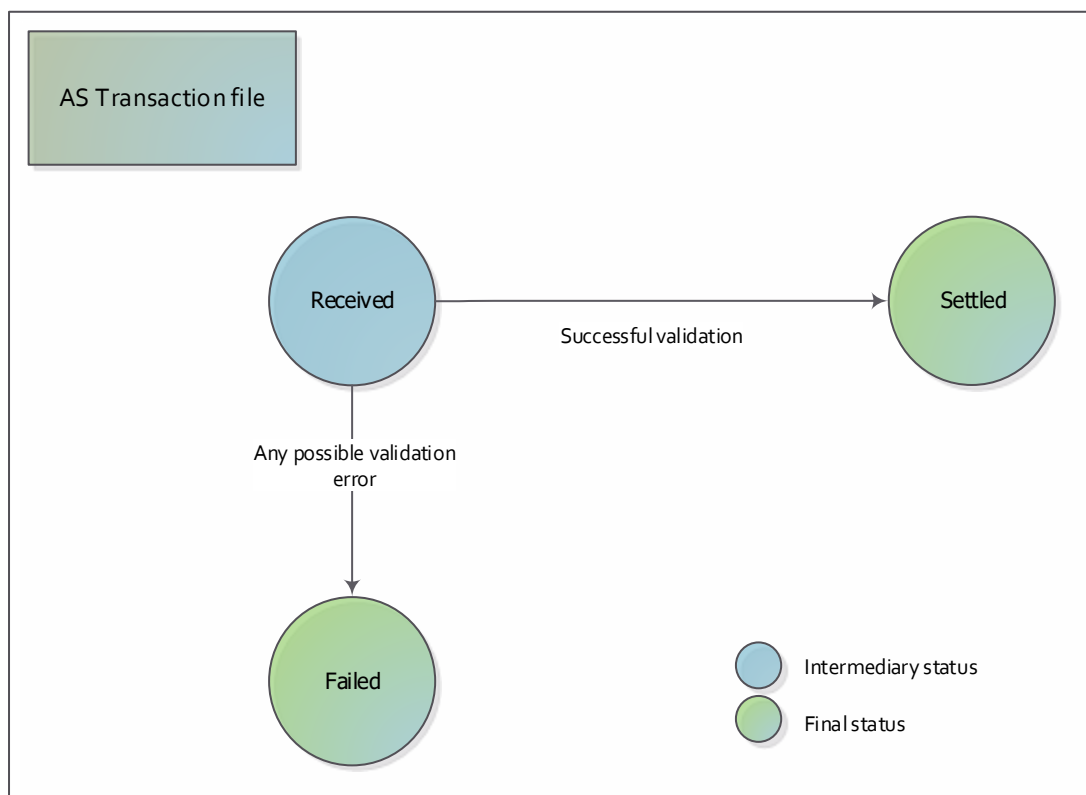 AS Transaction file
Received
Settled
Successful validation
Any possible validation
error
Failed
Intermediary status
Final status